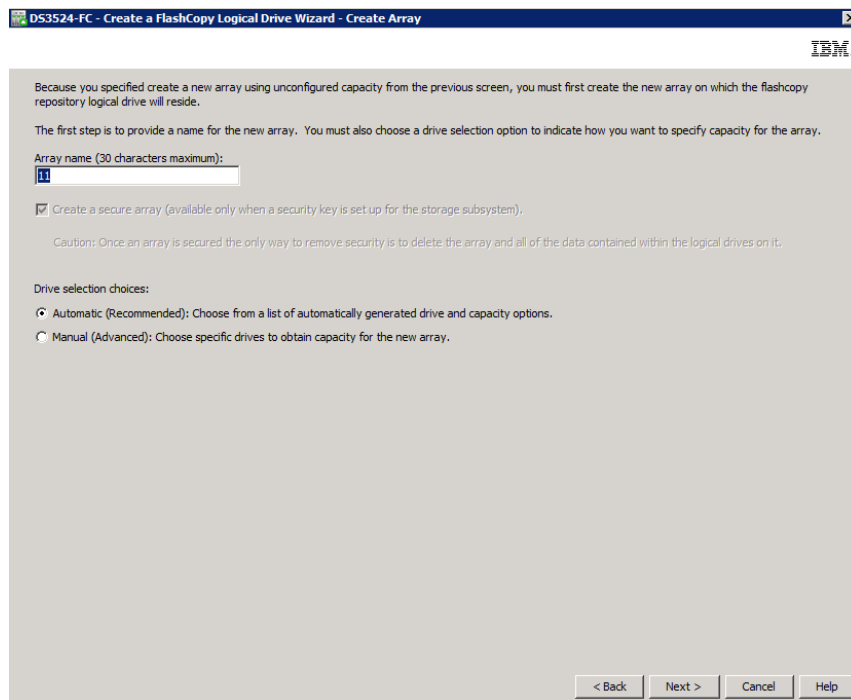 DS3524-FC - Create a FlashCopy Logical Drive Wizard - Create Array
IBM
Because you specified create a new array using unconfigured capacity from the previous screen, you must first create the new array on which the flashcopy
repository logical drive will reside.
The first step is to provide a name for the new array. You must also choose a drive selection option to indicate how you want to specify capacity for the array.
Array name (30 characters maximum):
11
Create a secure array (available only when a security key is set up for the storage subsystem).
Caution: Once an array is secured the only way to remove security is to delete the array and all of the data contained within the logical drives on it.
Drive selection choices:
Automatic (Recommended): Choose from a list of automatically generated drive and capacity options.
Manual (Advanced): Choose specific drives to obtain capacity for the new array.
< Back Next > Cancel Help